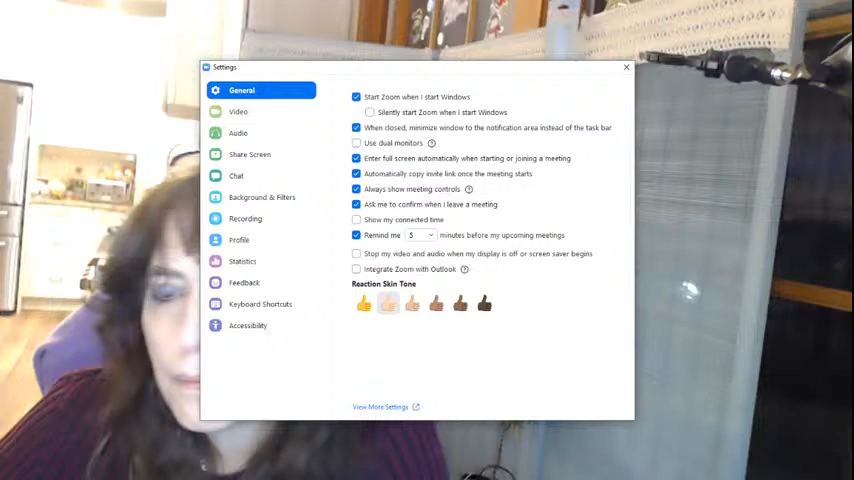 Settings
General
Video
Audio
Share Screen
Chat
Background & Filters
Recording
Profile
Statistics
Feedback
Keyboard Shortcuts
Accessibility
Start Zoom when I start Windows
Silently start Zoom when I start Windows
When closed, minimize window to the notification area instead of the task bar
Use dual monitors
Enter full screen automatically when starting or joining a meeting
Automatically copy invite link once the meeting starts
Always show meeting controls
Ask me to confirm when I leave a meeting
Show my connected time
Remind me 5 minutes before my upcoming meetings
Stop my video and audio when my display is off or screen saver begins
Integrate Zoom with Outlook
Reaction Skin Tone
View More Settings